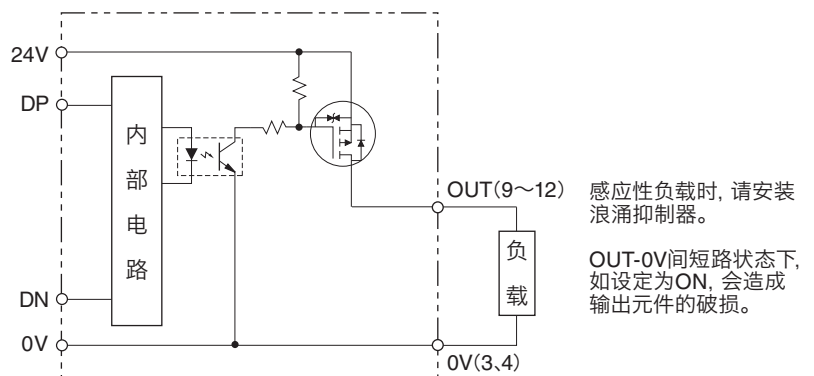 24V
DP
内部电路
DN
0V
OUT(9～12)
负载
0V(3、4)
感应性负载时, 请安装
浪涌抑制器。
OUT-0V间短路状态下,
如设定为ON, 会造成
输出元件的破损。